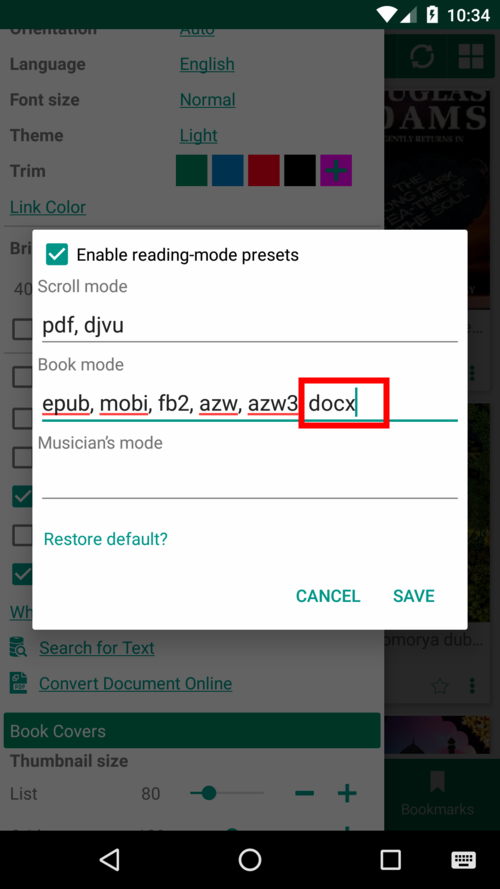 10:34
Orientation Auto
Language English
Font size Normal
Theme Light
Trim
Link Color
Bri
40
Enable reading-mode presets
Scroll mode
pdf, djvu
Book mode
epub, mobi, fb2, azw, azw3, docx
Musician's mode
Restore default?
CANCEL SAVE
Wh
Search for Text
Convert Document Online
Book Covers
Thumbnail size
List 80
DOUGLAS
ADAMS
GENTLY RETURNS IN
THE
LONG DARK
TEA-TIME OF
THE SOUL
e...
omorya dub...
Bookmarks